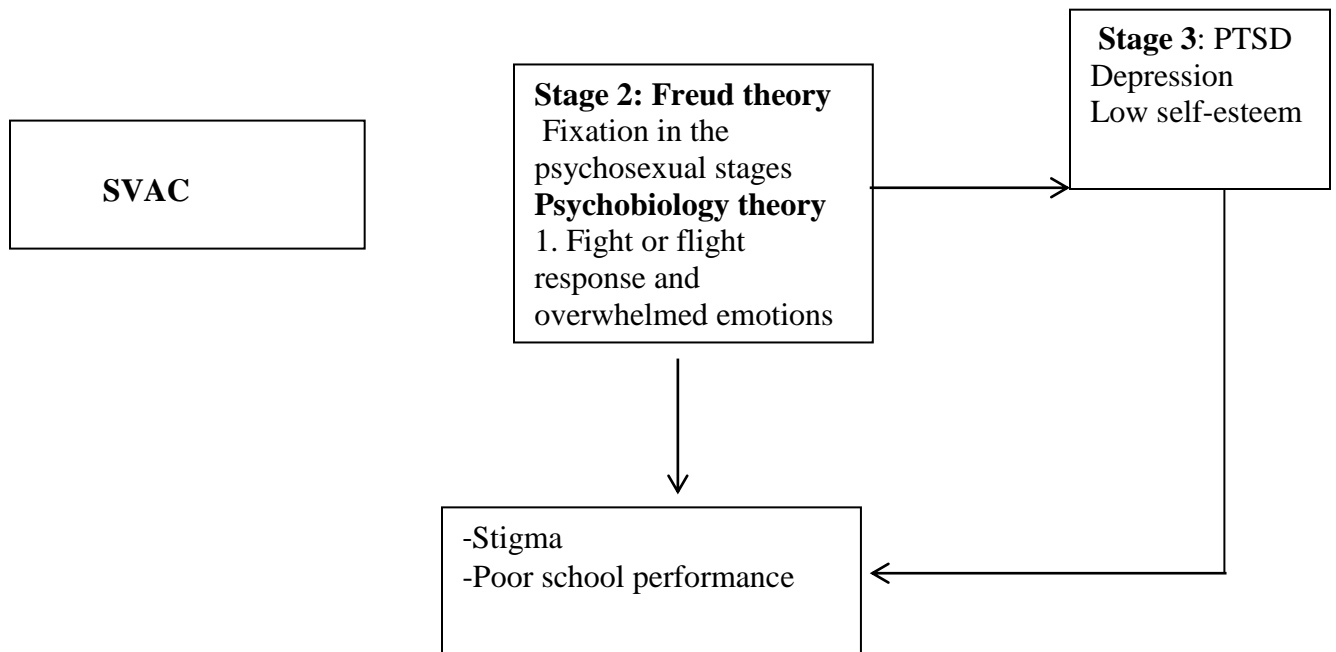 SVAC
Stage 2: Freud theory
Fixation in the
psychosexual stages
Psychobiology theory
1. Fight or flight
response and
overwhelmed emotions
Stage 3: PTSD
Depression
Low self-esteem
-Stigma
-Poor school performance